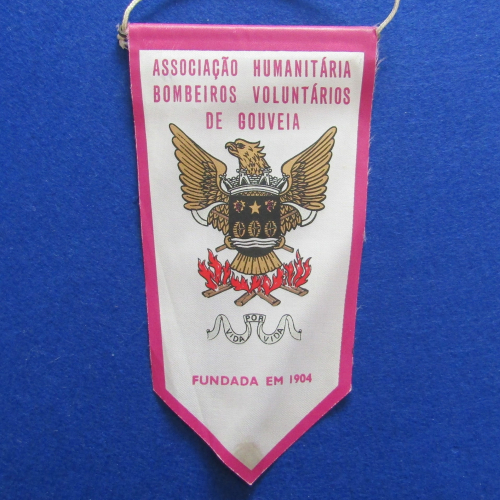 ASSOCIAÇÃO HUMANITÁRIA
BOMBEIROS VOLUNTÁRIOS
DE GOUVEIA
VIDA POR VIDA
FUNDADA EM 1904